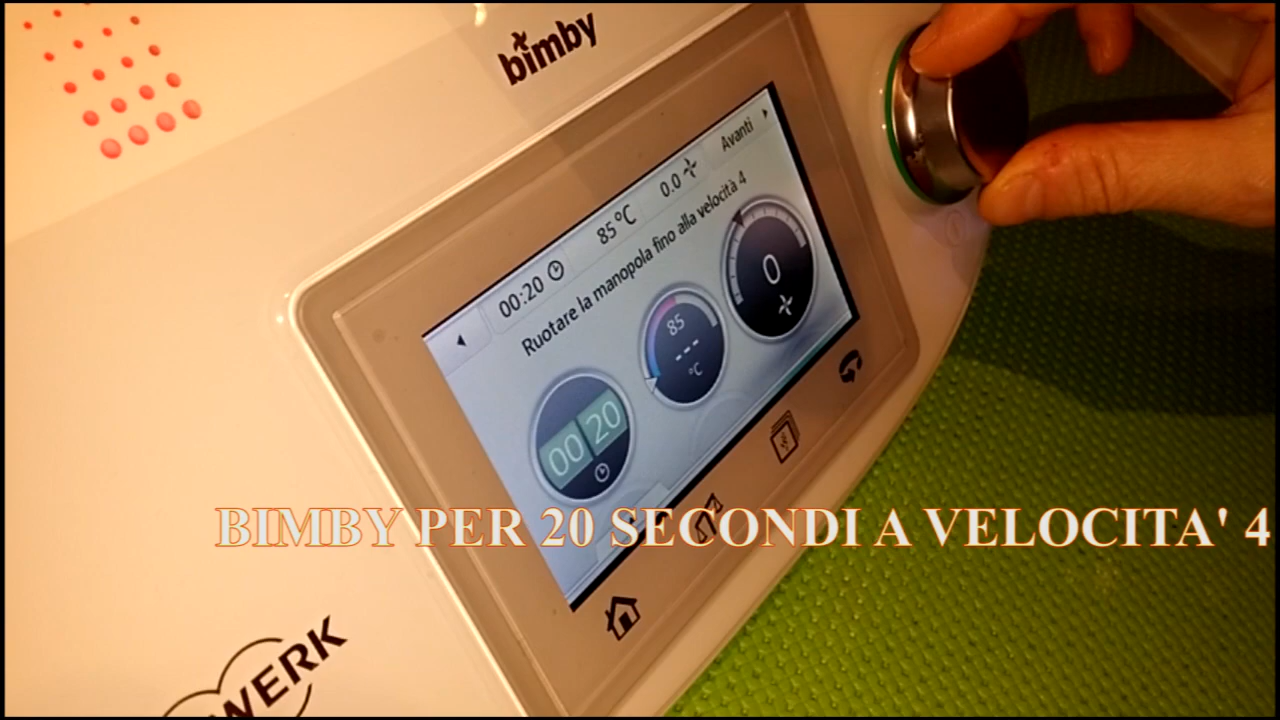 bimby
Avanti
00:20 85°C 0.0
Ruotare la manopola fino alla velocità 4
00 20
85
---
°C
0
BIMBY PER 20 SECONDI A VELOCITA' 4
WERK